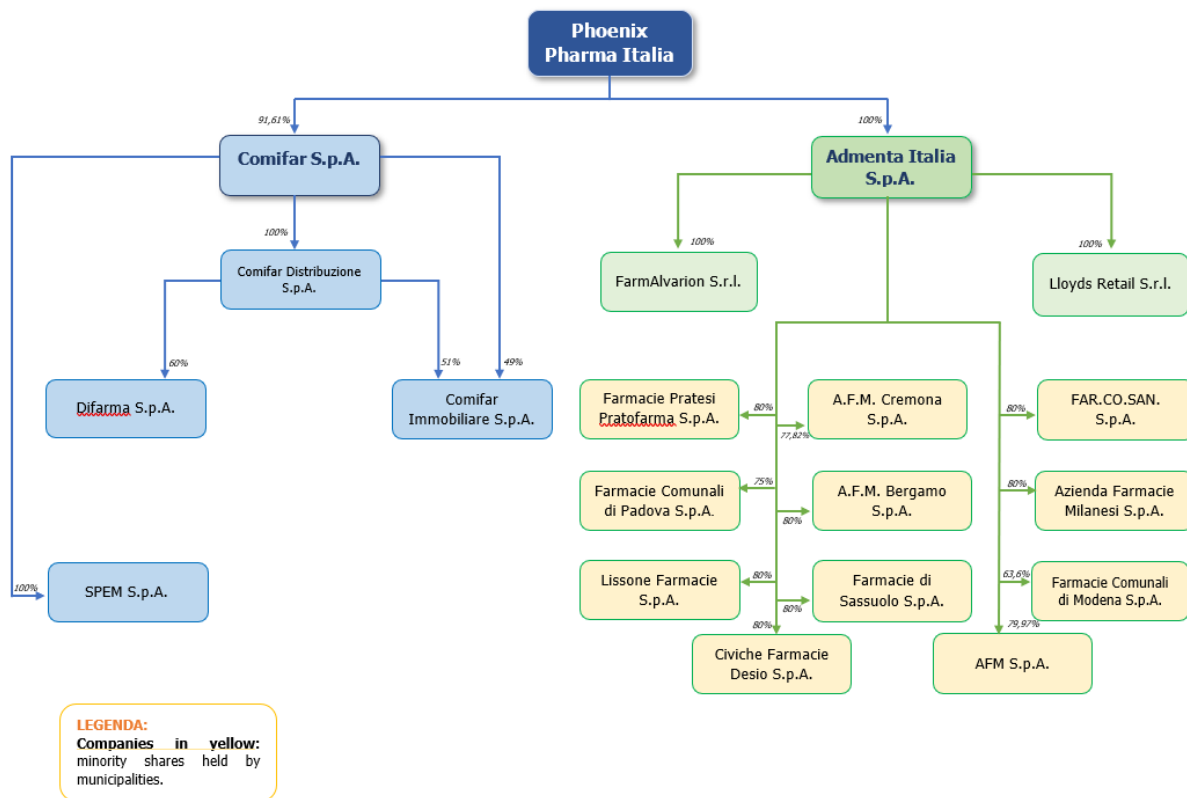 Phoenix
Pharma Italia
91,61%
100%
Comifar S.p.A.
Admenta Italia
S.p.A.
100%
100%
100%
Comifar Distribuzione
S.p.A.
FarmAlvarion S.r.l.
Lloyds Retail S.r.l.
60%
51%
49%
Difarma S.p.A.
Comifar
Immobiliare S.p.A.
Farmacie Pratesi
Pratofarma S.p.A.
80%
77,82%
A.F.M. Cremona
S.p.A.
80%
FAR.CO.SAN.
S.p.A.
Farmacie Comunali
di Padova S.p.A.
75%
80%
A.F.M. Bergamo
S.p.A.
80%
Azienda Farmacie
Milanesi S.p.A.
100%
SPEM S.p.A.
Lissone Farmacie
S.p.A.
80%
80%
Farmacie di
Sassuolo S.p.A.
63,6%
Farmacie Comunali
di Modena S.p.A.
80%
79,97%
Civiche Farmacie
Desio S.p.A.
AFM S.p.A.
LEGENDA:
Companies in yellow:
minority shares held by
municipalities.